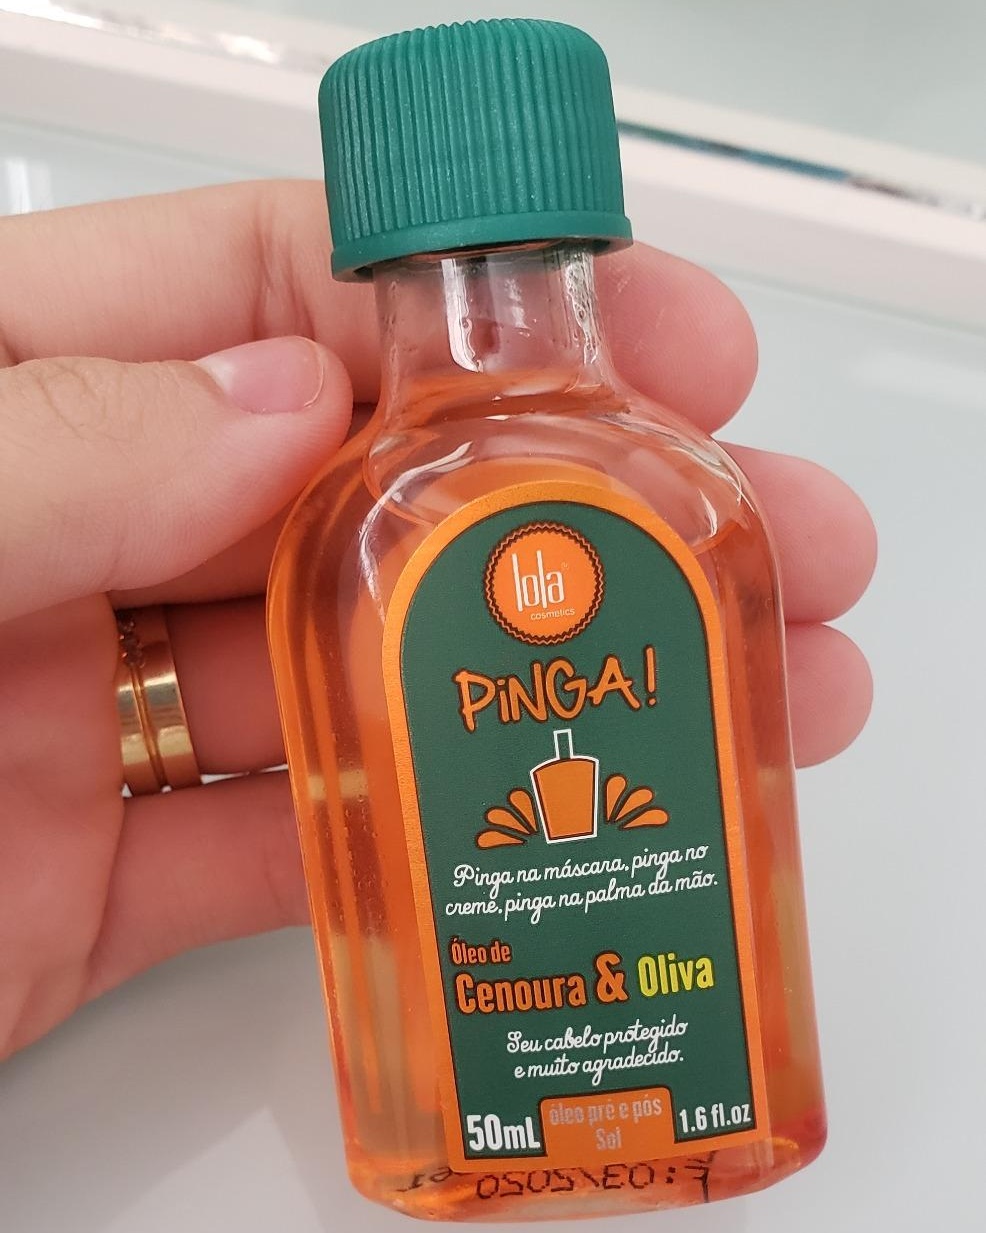 lola
cosmetics
PiNGA!
Pinga na máscara, pinga no
creme, pinga na palma da mão.
Óleo de
Cenoura & Oliva
Seu cabelo protegido
e muito agradecido.
50mL
óleo pré e pós
Sol
1.6 fl.oz